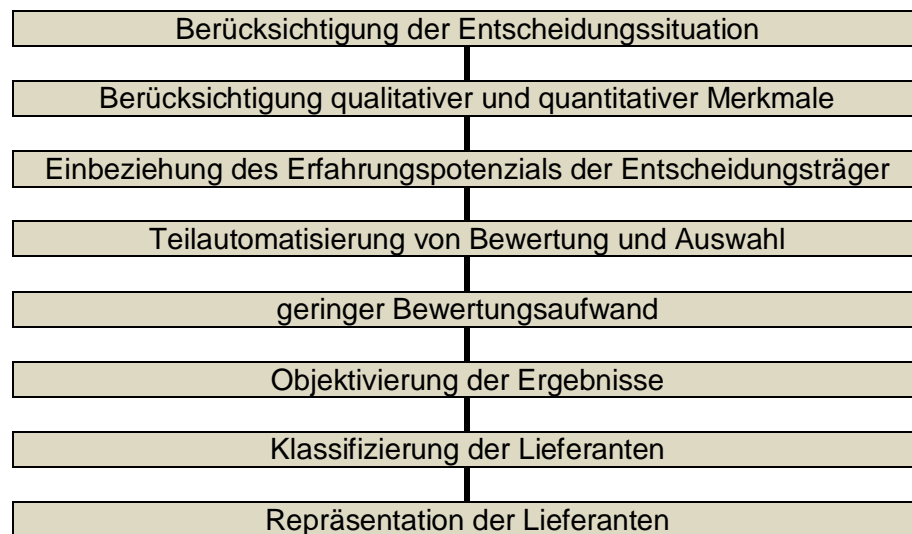 Berücksichtigung der Entscheidungssituation
Berücksichtigung qualitativer und quantitativer Merkmale
Einbeziehung des Erfahrungspotenzials der Entscheidungsträger
Teilautomatisierung von Bewertung und Auswahl
geringer Bewertungsaufwand
Objektivierung der Ergebnisse
Klassifizierung der Lieferanten
Repräsentation der Lieferanten